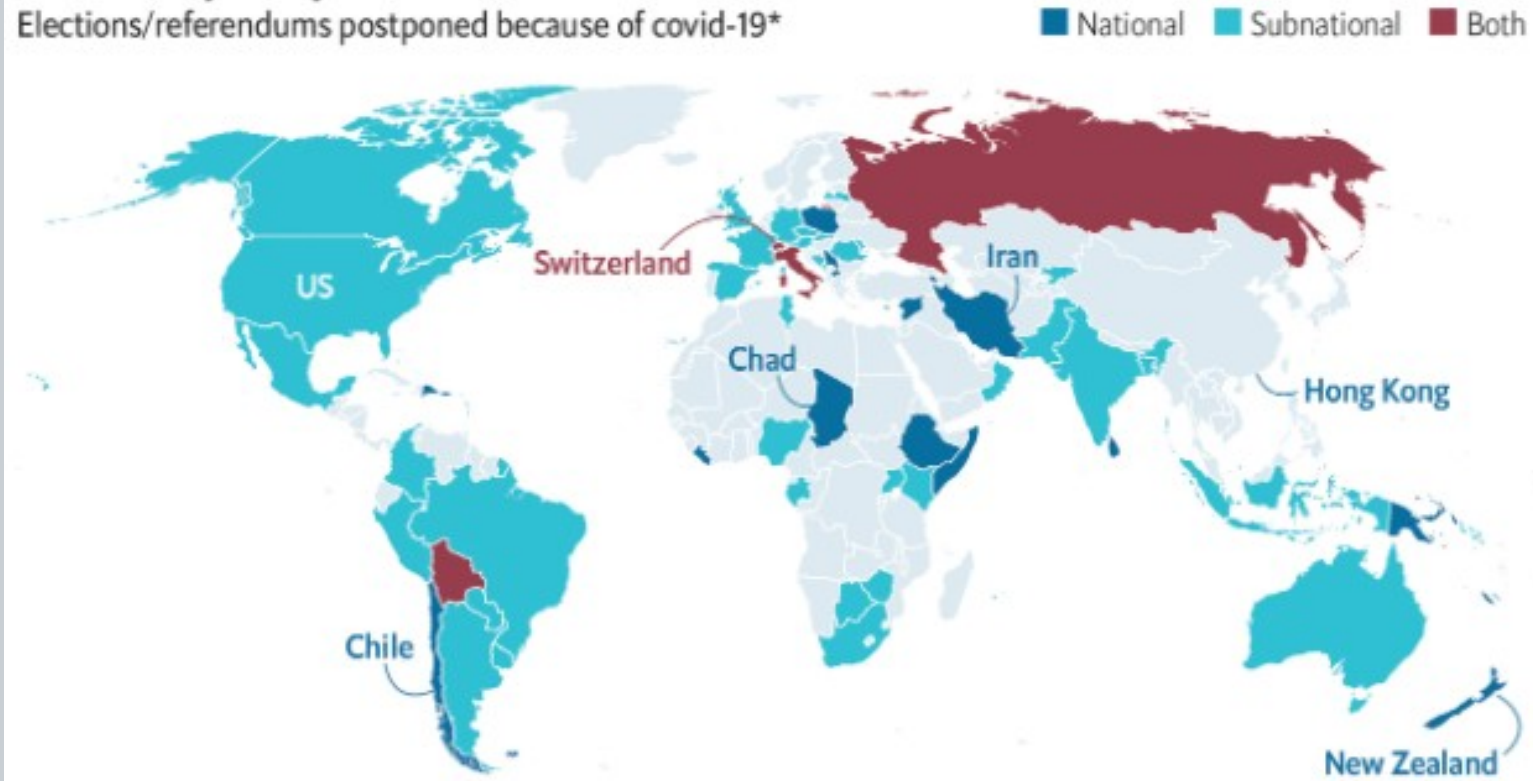 Elections/referendums postponed because of covid-19*
National
Subnational
Both
US
Switzerland
Iran
Chad
Hong Kong
Chile
New Zealand